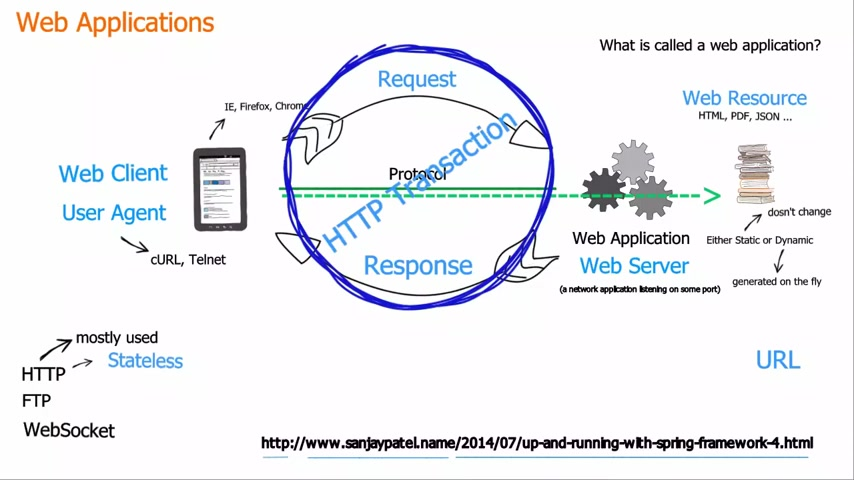 Web Applications
What is called a web application?
Request
Web Resource
HTML, PDF, JSON ...
IE, Firefox, Chrome
HTTP Transaction
Protocol
Web Client
User Agent
cURL, Telnet
Response
Web Application
Web Server
(a network application listening on some port)
dosn't change
Either Static or Dynamic
generated on the fly
mostly used
Stateless
HTTP
FTP
WebSocket
URL
http://www.sanjaypatel.name/2014/07/up-and-running-with-spring-framework-4.html